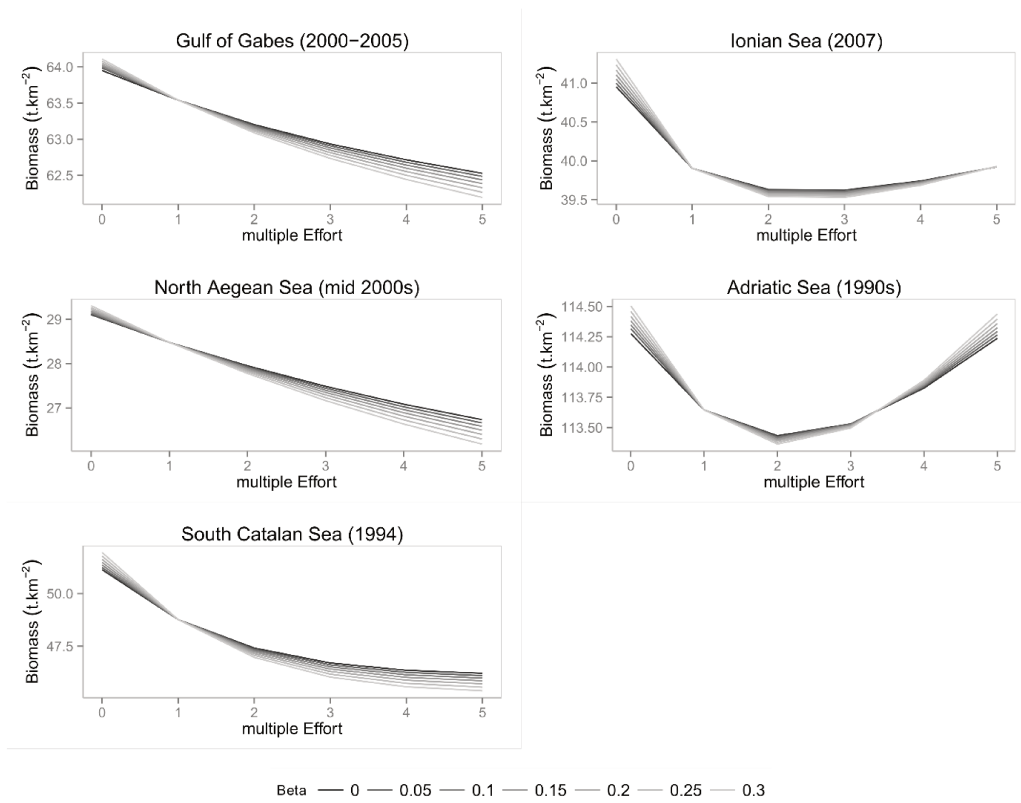 Gulf of Gabes (2000−2005)
Biomass (t.km⁻²)
64.0
63.5
63.0
62.5
0 1 2 3 4 5
multiple Effort
Ionian Sea (2007)
Biomass (t.km⁻²)
41.0
40.5
40.0
39.5
0 1 2 3 4 5
multiple Effort
North Aegean Sea (mid 2000s)
Biomass (t.km⁻²)
29
28
27
0 1 2 3 4 5
multiple Effort
Adriatic Sea (1990s)
Biomass (t.km⁻²)
114.50
114.25
114.00
113.75
113.50
0 1 2 3 4 5
multiple Effort
South Catalan Sea (1994)
Biomass (t.km⁻²)
50.0
47.5
0 1 2 3 4 5
multiple Effort
Beta 0 0.05 0.1 0.15 0.2 0.25 0.3